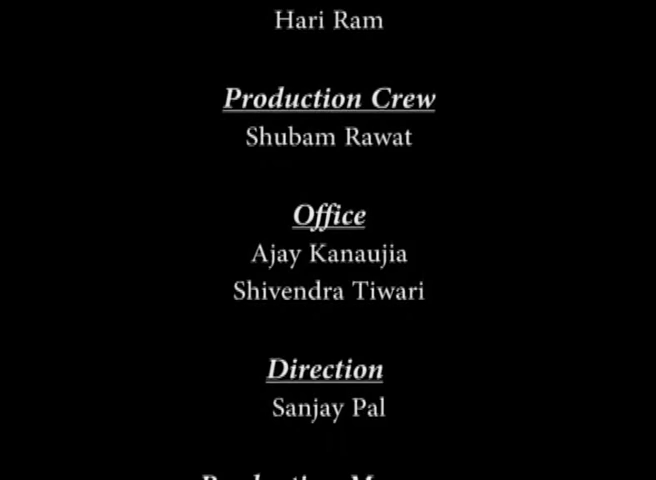 Hari Ram
Production Crew
Shubam Rawat
Office
Ajay Kanaujia
Shivendra Tiwari
Direction
Sanjay Pal